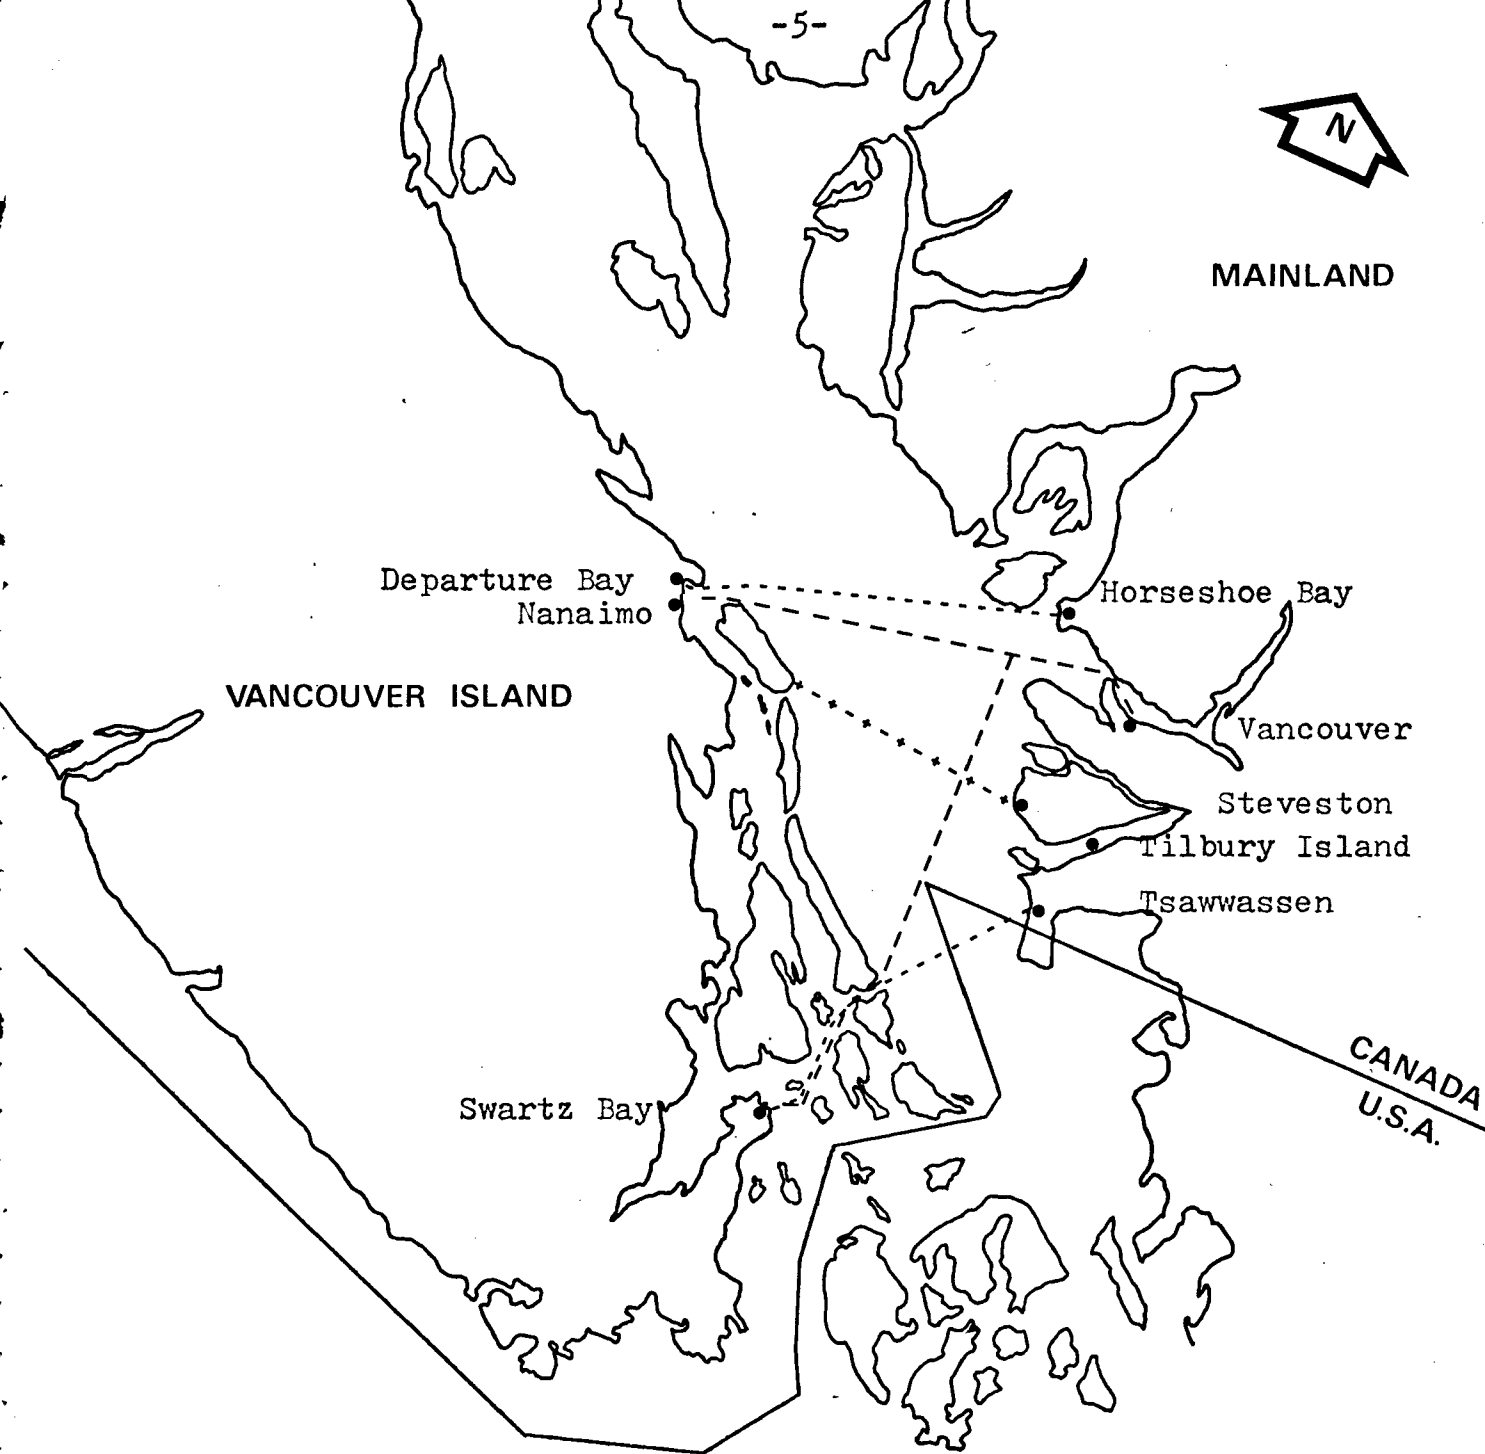 -5-
N
MAINLAND
Departure Bay
Nanaimo
Horseshoe Bay
VANCOUVER ISLAND
Vancouver
Steveston
Tilbury Island
Tsawwassen
CANADA
U.S.A.
Swartz Bay